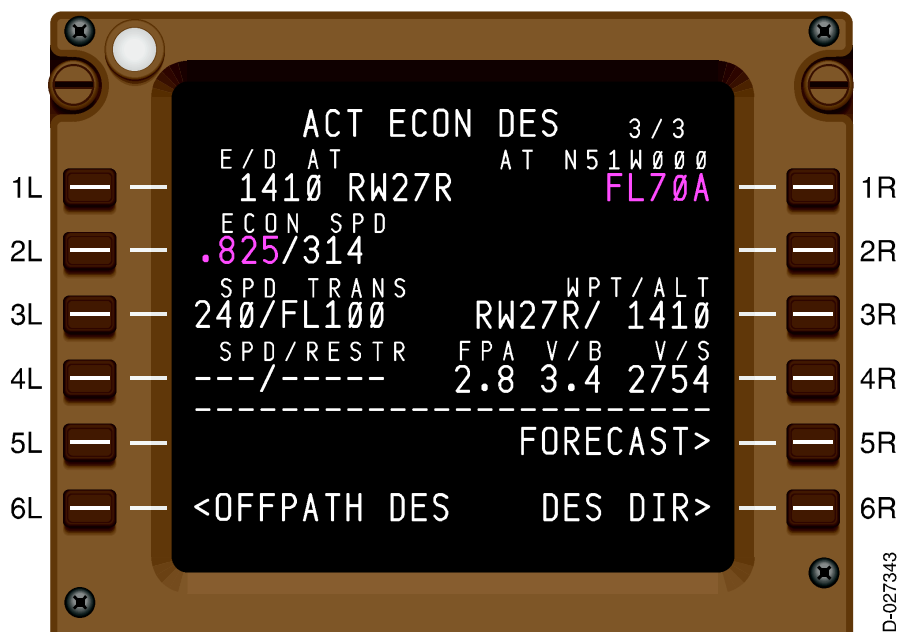 ACT ECON DES 3/3
E/D AT AT N51W000
1L 1410 RW27R FL70A 1R
ECON SPD
2L .825/314 2R
SPD TRANS WPT/ALT
3L 240/FL100 RW27R/ 1410 3R
SPD/RESTR FPA V/B V/S
4L ---/----- 2.8 3.4 2754 4R
------------------------
5L FORECAST> 5R
6L <OFFPATH DES DES DIR> 6R
D-027343